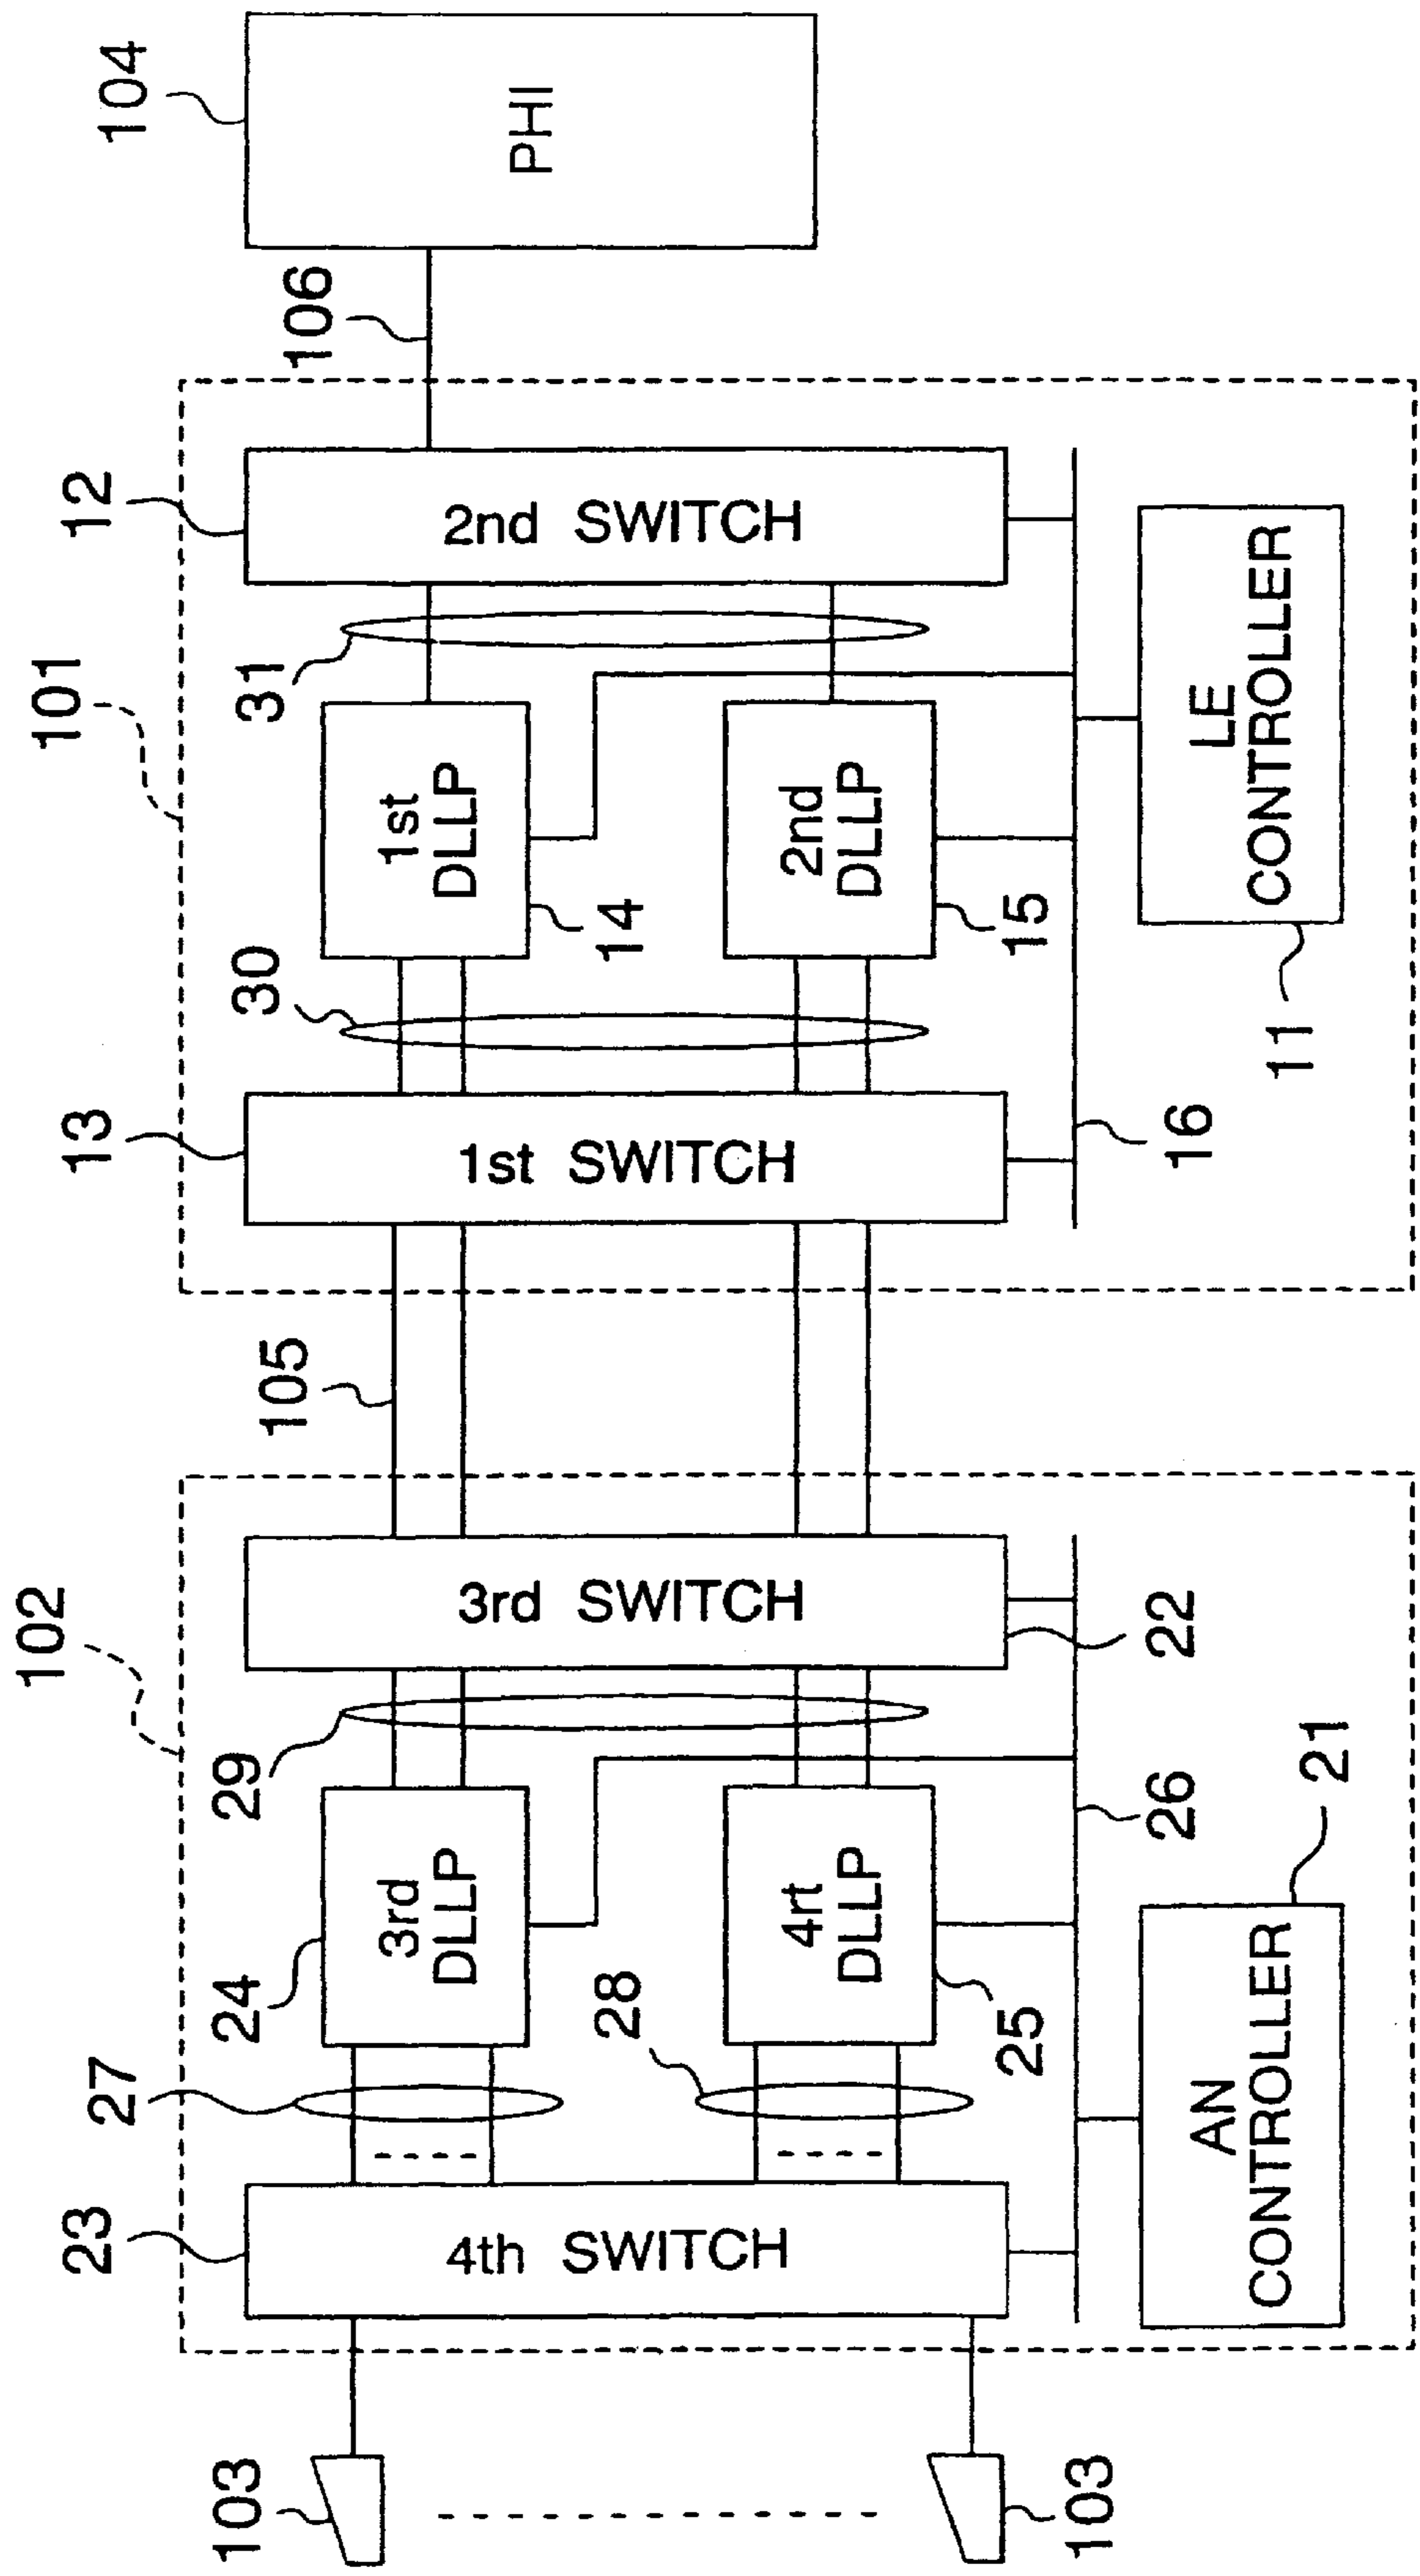 102
101
104
23
27
24
29
105
13
30
31
12
106
103
4th SWITCH
3rd
DLLP
3rd SWITCH
1st SWITCH
1st
DLLP
2nd SWITCH
PHI
28
14
4rt
DLLP
2nd
DLLP
103
25
26
22
16
15
AN
CONTROLLER
21
11
LE
CONTROLLER